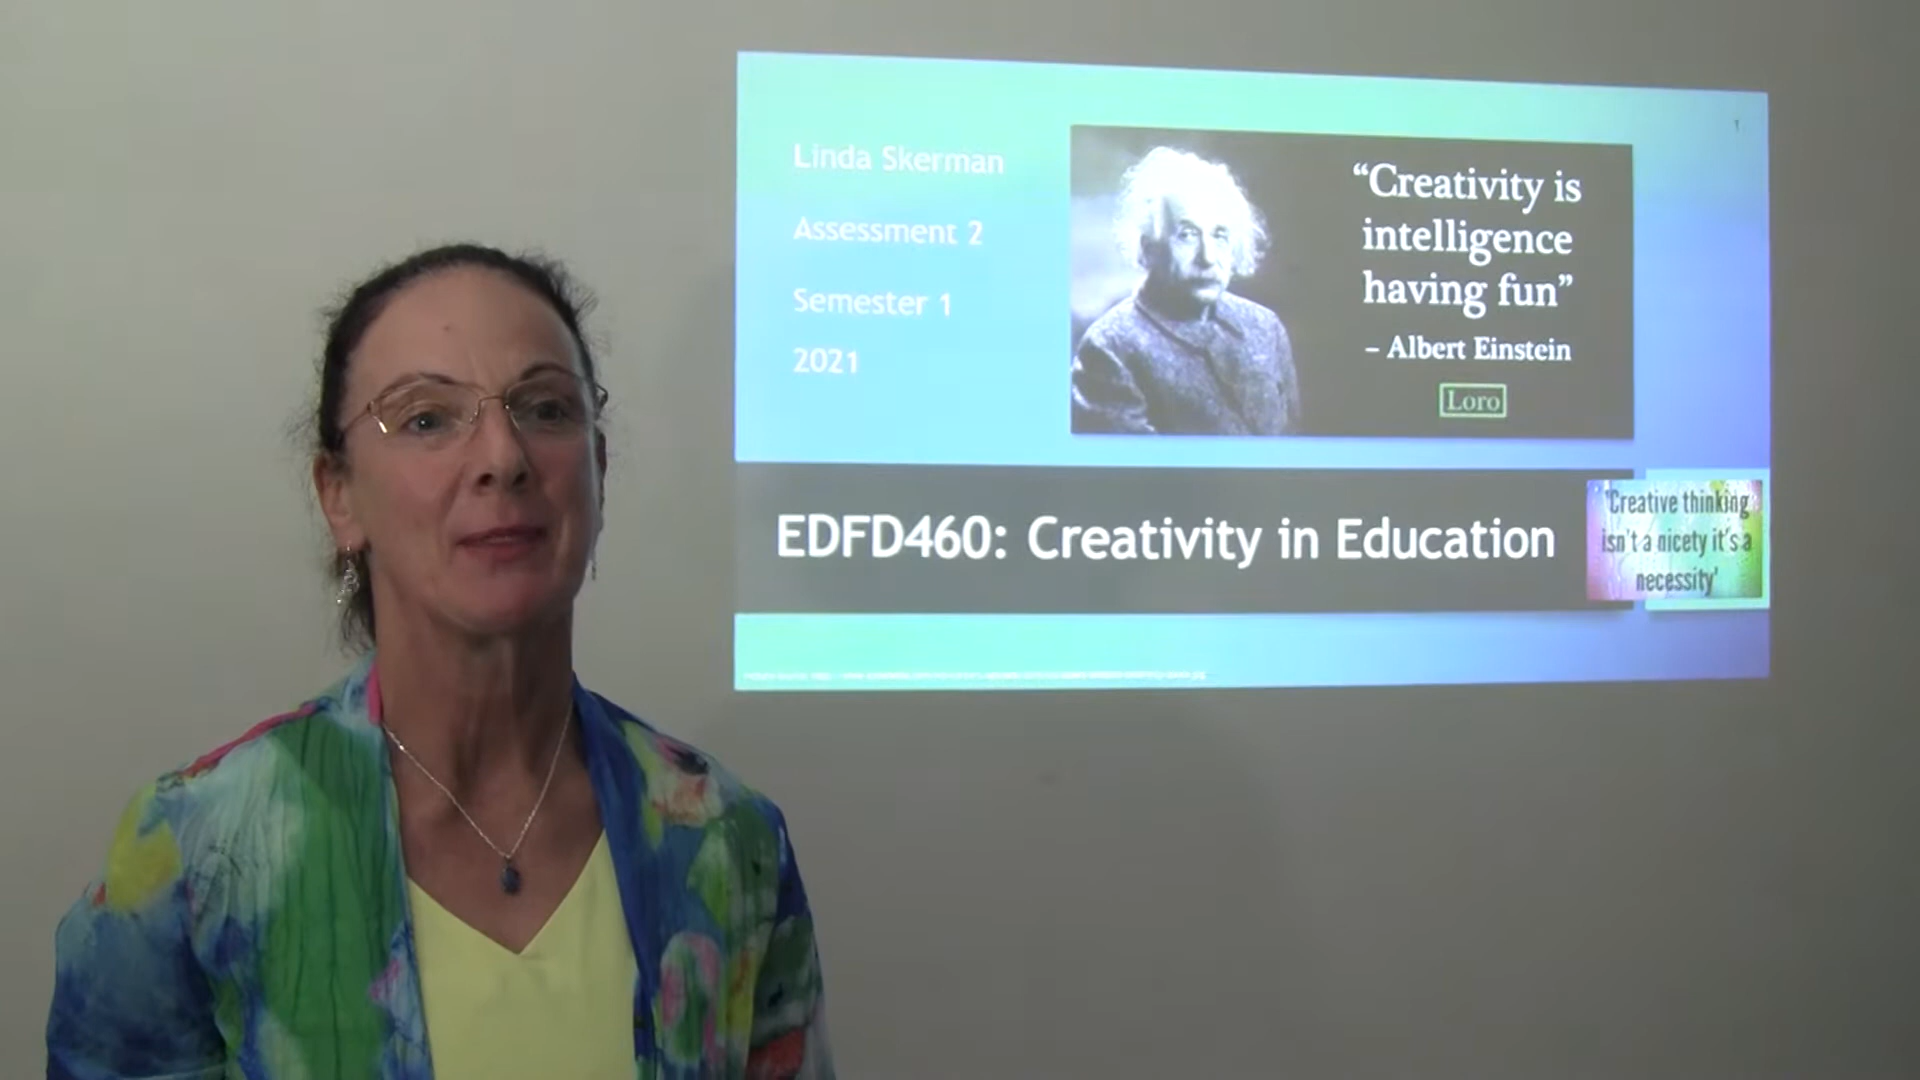 Linda Skerman
Assessment 2
Semester 1
2021
1
“Creativity is
intelligence
having fun”
– Albert Einstein
Loro
EDFD460: Creativity in Education
'Creative thinking
isn't a nicety it's a
necessity'